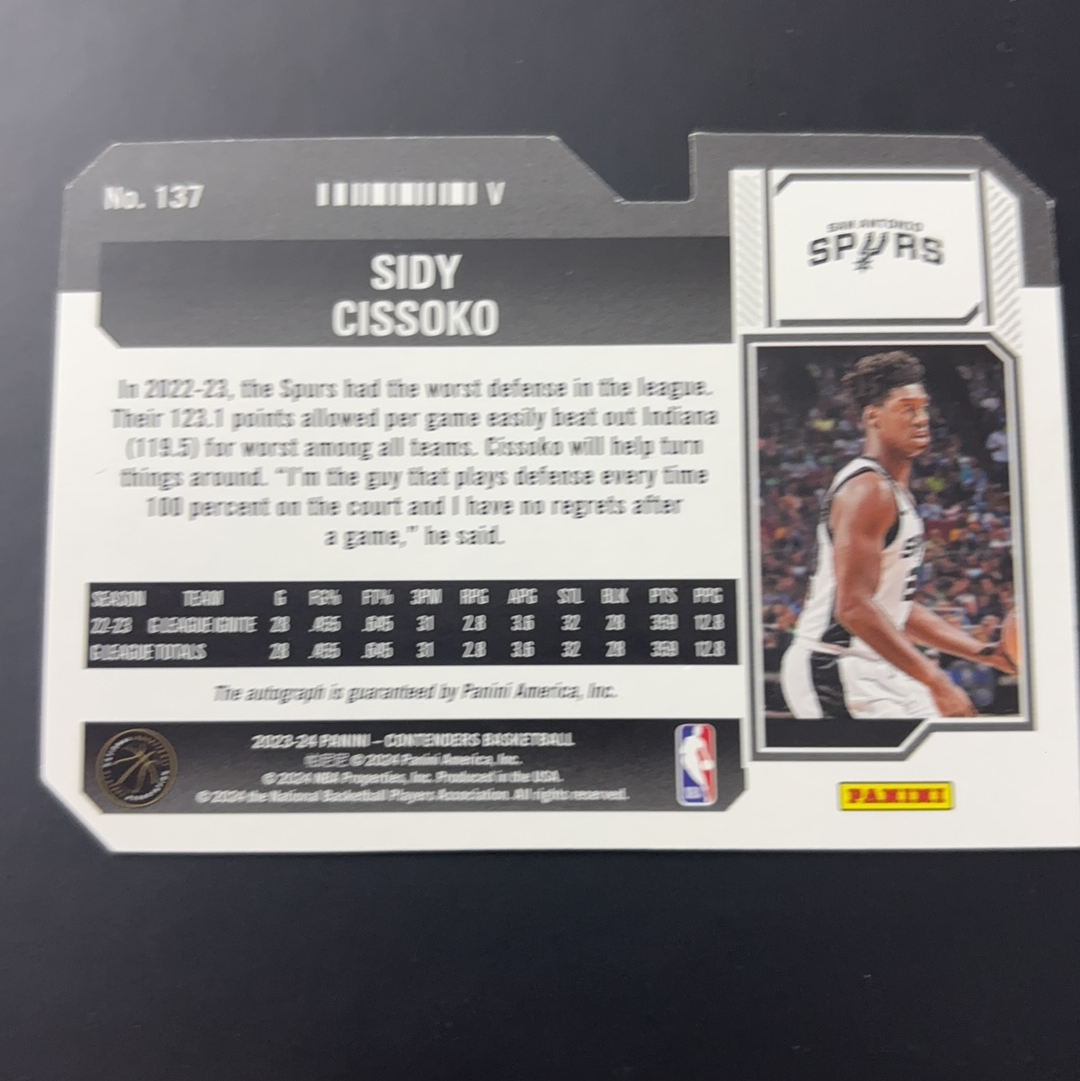 No. 137
V
SAN ANTONIO
SPURS
SIDY
CISSOKO
In 2022-23, the Spurs had the worst defense in the league.
Their 123.1 points allowed per game easily beat out Indiana
(119.5) for worst among all teams. Cissoko will help turn
things around. “I’m the guy that plays defense every time
100 percent on the court and I have no regrets after
a game,” he said.
SEASON TEAM G FG% FT% 3PM RPG APG STL BLK PTS PPG
22-23 G LEAGUE IGNITE 28 .455 .645 31 2.8 3.6 32 28 359 12.8
G LEAGUE TOTALS 28 .455 .645 31 2.8 3.6 32 28 359 12.8
The autograph is guaranteed by Panini America, Inc.
2023-24 PANINI – CONTENDERS BASKETBALL
© 2024 Panini America, Inc.
© 2024 NBA Properties, Inc. Produced in the USA.
© 2024 the National Basketball Players Association. All rights reserved.
PANINI